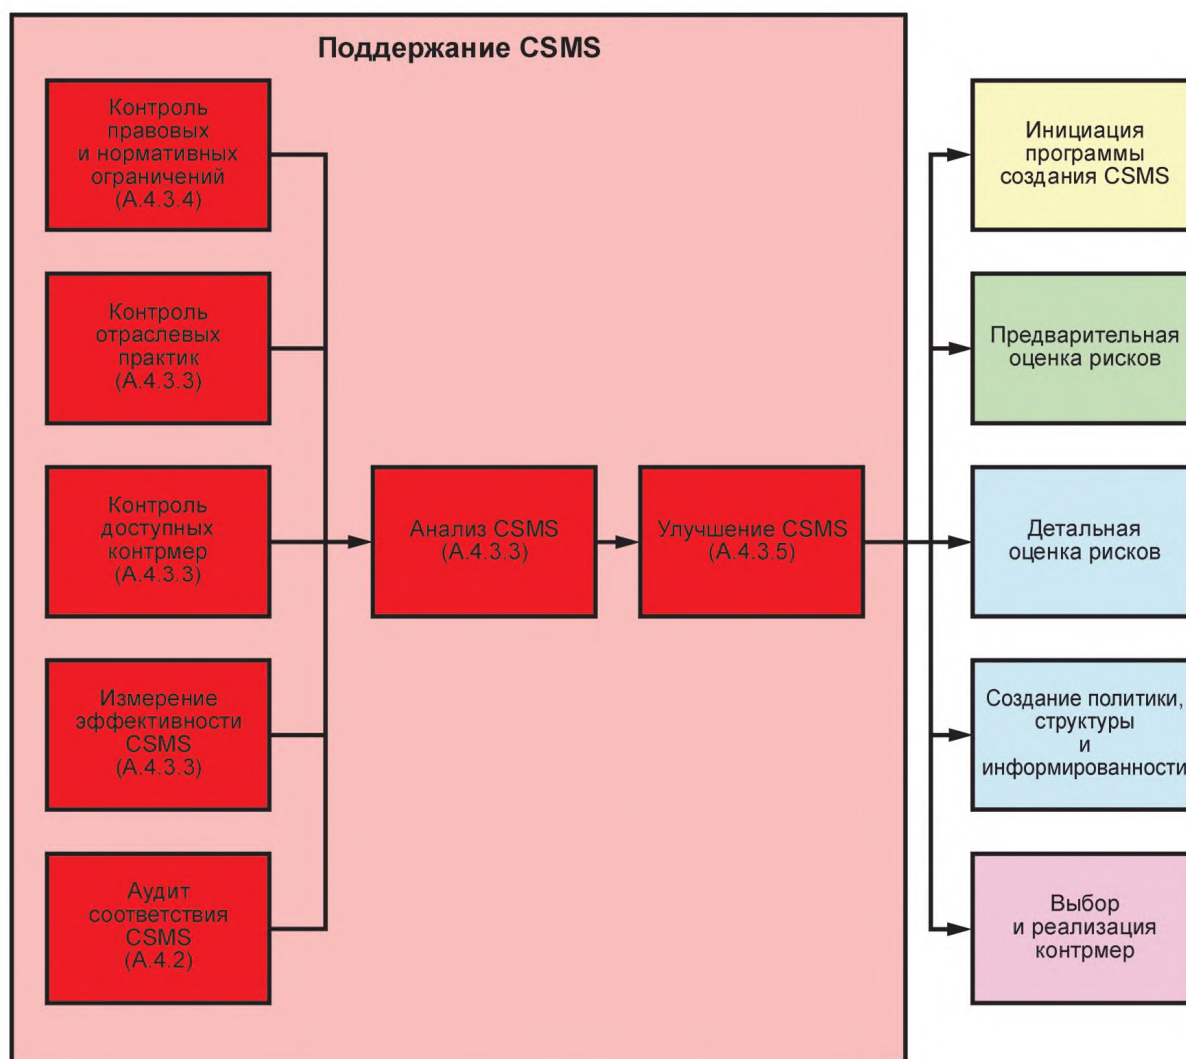 Поддержание CSMS
Контроль
правовых
и нормативных
ограничений
(A.4.3.4)
Контроль
отраслевых
практик
(A.4.3.3)
Контроль
доступных
контрмер
(A.4.3.3)
Измерение
эффективности
CSMS
(A.4.3.3)
Аудит
соответствия
CSMS
(A.4.2)
Анализ CSMS
(A.4.3.3)
Улучшение CSMS
(A.4.3.5)
Инициация
программы
создания CSMS
Предварительная
оценка рисков
Детальная
оценка рисков
Создание политики,
структуры
и
информированности
Выбор
и реализация
контрмер